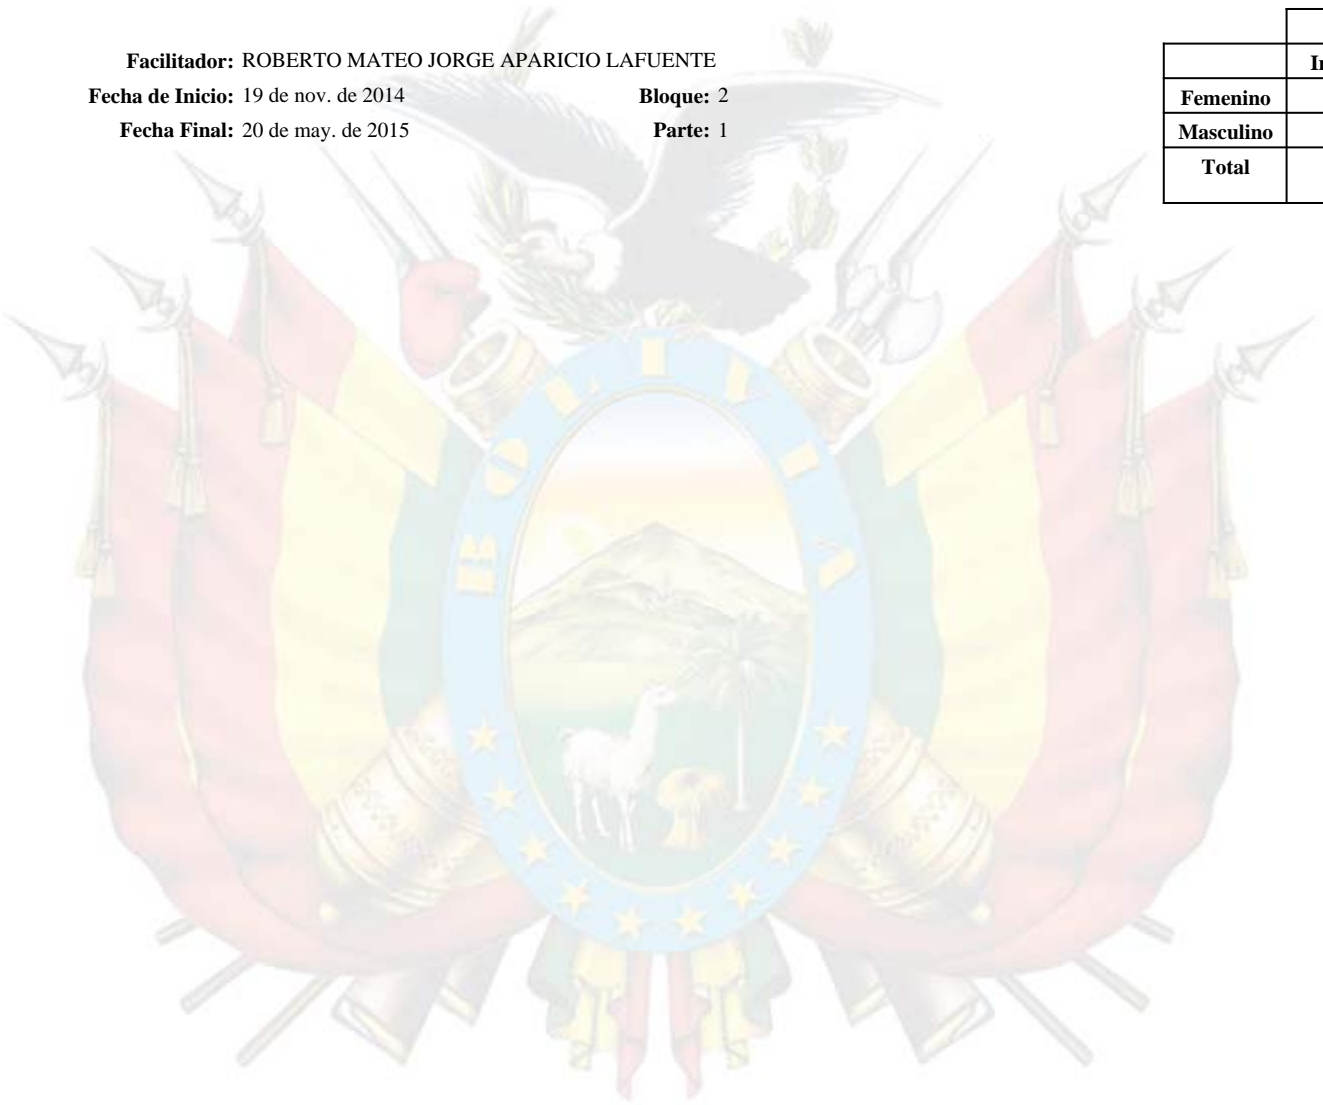 Facilitador: ROBERTO MATEO JORGE APARICIO LAFUENTE
Fecha de Inicio: 19 de nov. de 2014 Bloque: 2
Fecha Final: 20 de may. de 2015 Parte: 1
Femenino
Masculino
Total
BOLIVIA